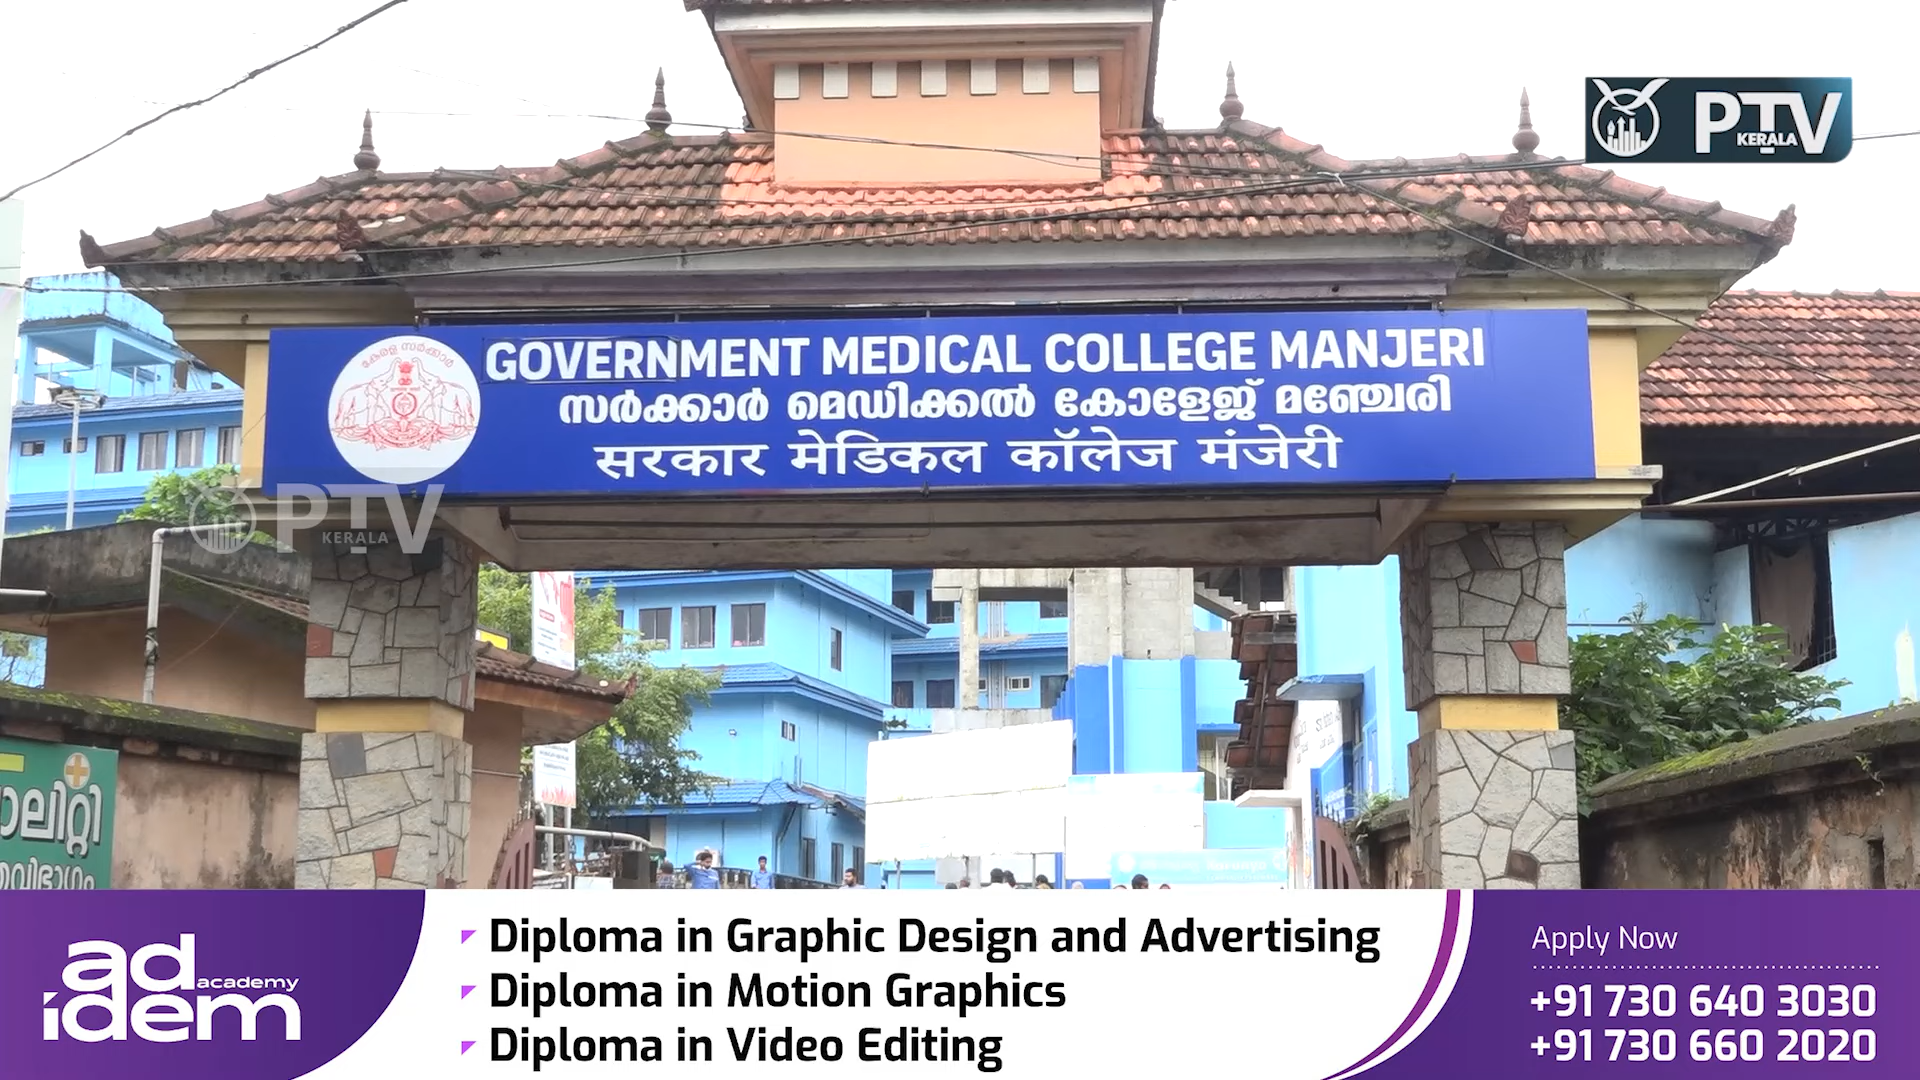 PTV
KERALA
കേരള സർക്കാർ
GOVERNMENT MEDICAL COLLEGE MANJERI
സർക്കാർ മെഡിക്കൽ കോളേജ് മഞ്ചേരി
सरकार मेडिकल कॉलेज मंजेरी
PTV
KERALA
ad idem academy
Diploma in Graphic Design and Advertising
Diploma in Motion Graphics
Diploma in Video Editing
Apply Now
+91 730 640 3030
+91 730 660 2020